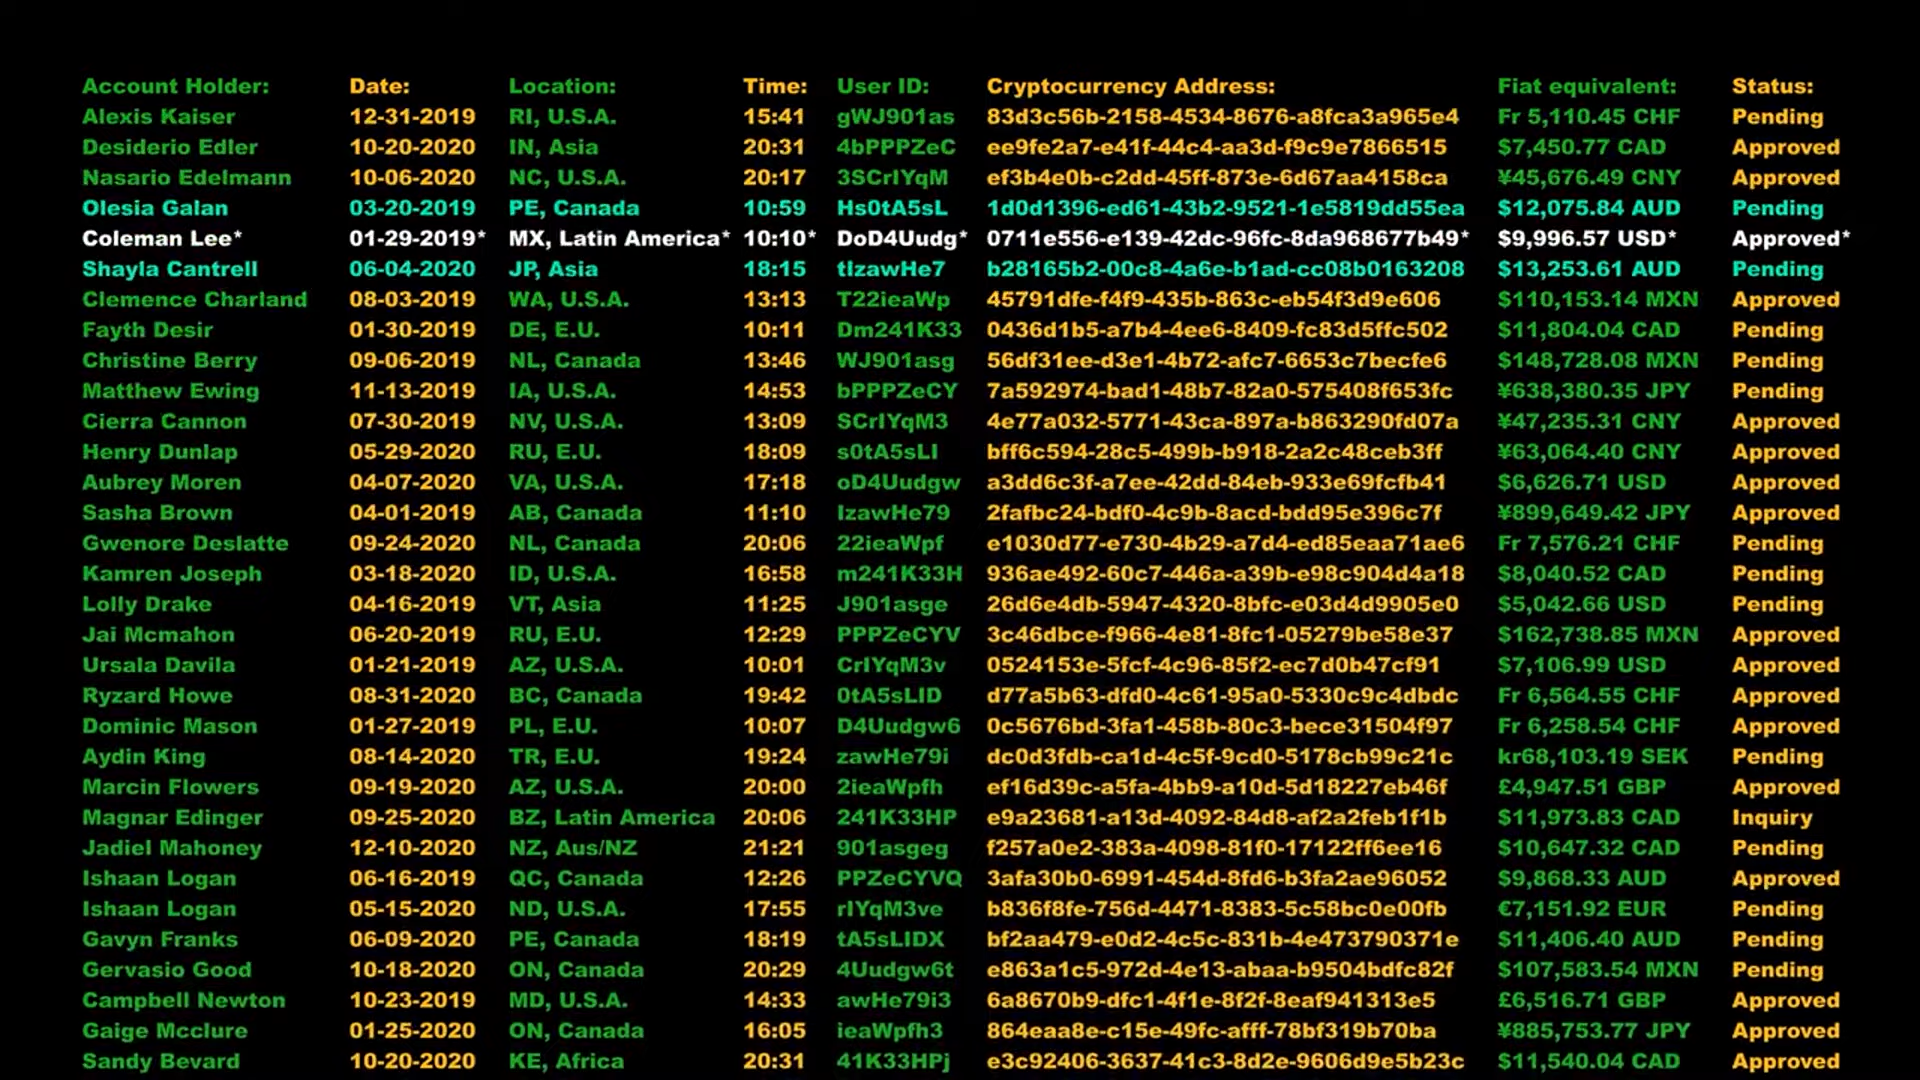 Account Holder: Date: Location: Time: User ID: Cryptocurrency Address: Fiat equivalent: Status:
Alexis Kaiser 12-31-2019 RI, U.S.A. 15:41 gWJ901as 83d3c56b-2158-4534-8676-a8fca3a965e4 Fr 5,110.45 CHF Pending
Desiderio Edler 10-20-2020 IN, Asia 20:31 4bPPPZeC ee9fe2a7-e41f-44c4-aa3d-f9c9e7866515 $7,450.77 CAD Approved
Nasario Edelmann 10-06-2020 NC, U.S.A. 20:17 3SCrIYqM ef3b4e0b-c2dd-45ff-873e-6d67aa4158ca ¥45,676.49 CNY Approved
Olesia Galan 03-20-2019 PE, Canada 10:59 Hs0tA5sL 1d0d1396-ed61-43b2-9521-1e5819dd55ea $12,075.84 AUD Pending
Coleman Lee* 01-29-2019* MX, Latin America* 10:10* DoD4Uudg* 0711e556-e139-42dc-96fc-8da968677b49* $9,996.57 USD* Approved*
Shayla Cantrell 06-04-2020 JP, Asia 18:15 tIzawHe7 b28165b2-00c8-4a6e-b1ad-cc08b0163208 $13,253.61 AUD Pending
Clemence Charland 08-03-2019 WA, U.S.A. 13:13 T22ieaWp 45791dfe-f4f9-435b-863c-eb54f3d9e606 $110,153.14 MXN Approved
Fayth Desir 01-30-2019 DE, E.U. 10:11 Dm241K33 0436d1b5-a7b4-4ee6-8409-fc83d5ffc502 $11,804.04 CAD Pending
Christine Berry 09-06-2019 NL, Canada 13:46 WJ901asg 56df31ee-d3e1-4b72-afc7-6653c7becfe6 $148,728.08 MXN Pending
Matthew Ewing 11-13-2019 IA, U.S.A. 14:53 bPPPZeCY 7a592974-bad1-48b7-82a0-575408f653fc ¥638,380.35 JPY Pending
Cierra Cannon 07-30-2019 NV, U.S.A. 13:09 SCrIYqM3 4e77a032-5771-43ca-897a-b863290fd07a ¥47,235.31 CNY Approved
Henry Dunlap 05-29-2020 RU, E.U. 18:09 s0tA5sLI bff6c594-28c5-499b-b918-2a2c48ceb3ff ¥63,064.40 CNY Approved
Aubrey Moren 04-07-2020 VA, U.S.A. 17:18 oD4Uudgw a3dd6c3f-a7ee-42dd-84eb-933e69fcfb41 $6,626.71 USD Approved
Sasha Brown 04-01-2019 AB, Canada 11:10 IzawHe79 2fafbc24-bdf0-4c9b-8acd-bdd95e396c7f ¥899,649.42 JPY Approved
Gwenore Deslatte 09-24-2020 NL, Canada 20:06 22ieaWpf e1030d77-e730-4b29-a7d4-ed85eaa71ae6 Fr 7,576.21 CHF Pending
Kamren Joseph 03-18-2020 ID, U.S.A. 16:58 m241K33H 936ae492-60c7-446a-a39b-e98c904d4a18 $8,040.52 CAD Pending
Lolly Drake 04-16-2019 VT, Asia 11:25 J901asge 26d6e4db-5947-4320-8bfc-e03d4d9905e0 $5,042.66 USD Pending
Jai Mcmahon 06-20-2019 RU, E.U. 12:29 PPPZeCYV 3c46dbce-f966-4e81-8fc1-05279be58e37 $162,738.85 MXN Approved
Ursala Davila 01-21-2019 AZ, U.S.A. 10:01 CrIYqM3v 0524153e-5fcf-4c96-85f2-ec7d0b47cf91 $7,106.99 USD Approved
Ryzard Howe 08-31-2020 BC, Canada 19:42 0tA5sLID d77a5b63-dfd0-4c61-95a0-5330c9c4dbdc Fr 6,564.55 CHF Approved
Dominic Mason 01-27-2019 PL, E.U. 10:07 D4Uudgw6 0c5676bd-3fa1-458b-80c3-bece31504f97 Fr 6,258.54 CHF Approved
Aydin King 08-14-2020 TR, E.U. 19:24 zawHe79i dc0d3fdb-ca1d-4c5f-9cd0-5178cb99c21c kr68,103.19 SEK Pending
Marcin Flowers 09-19-2020 AZ, U.S.A. 20:00 2ieaWpfh ef16d39c-a5fa-4bb9-a10d-5d18227eb46f £4,947.51 GBP Approved
Magnar Edinger 09-25-2020 BZ, Latin America 20:06 241K33HP e9a23681-a13d-4092-84d8-af2a2feb1f1b $11,973.83 CAD Inquiry
Jadiel Mahoney 12-10-2020 NZ, Aus/NZ 21:21 901asgeg f257a0e2-383a-4098-81f0-17122ff6ee16 $10,647.32 CAD Pending
Ishaan Logan 06-16-2019 QC, Canada 12:26 PPZeCYVQ 3afa30b0-6991-454d-8fd6-b3fa2ae96052 $9,868.33 AUD Approved
Ishaan Logan 05-15-2020 ND, U.S.A. 17:55 rIYqM3ve b836f8fe-756d-4471-8383-5c58bc0e00fb €7,151.92 EUR Pending
Gavyn Franks 06-09-2020 PE, Canada 18:19 tA5sLIDX bf2aa479-e0d2-4c5c-831b-4e473790371e $11,406.40 AUD Pending
Gervasio Good 10-18-2020 ON, Canada 20:29 4Uudgw6t e863a1c5-972d-4e13-abaa-b9504bdfc82f $107,583.54 MXN Pending
Campbell Newton 10-23-2019 MD, U.S.A. 14:33 awHe79i3 6a8670b9-dfc1-4f1e-8f2f-8eaf941313e5 £6,516.71 GBP Approved
Gaige Mcclure 01-25-2020 ON, Canada 16:05 ieaWpfh3 864eaa8e-c15e-49fc-afff-78bf319b70ba ¥885,753.77 JPY Approved
Sandy Bevard 10-20-2020 KE, Africa 20:31 41K33HPj e3c92406-3637-41c3-8d2e-9606d9e5b23c $11,540.04 CAD Approved